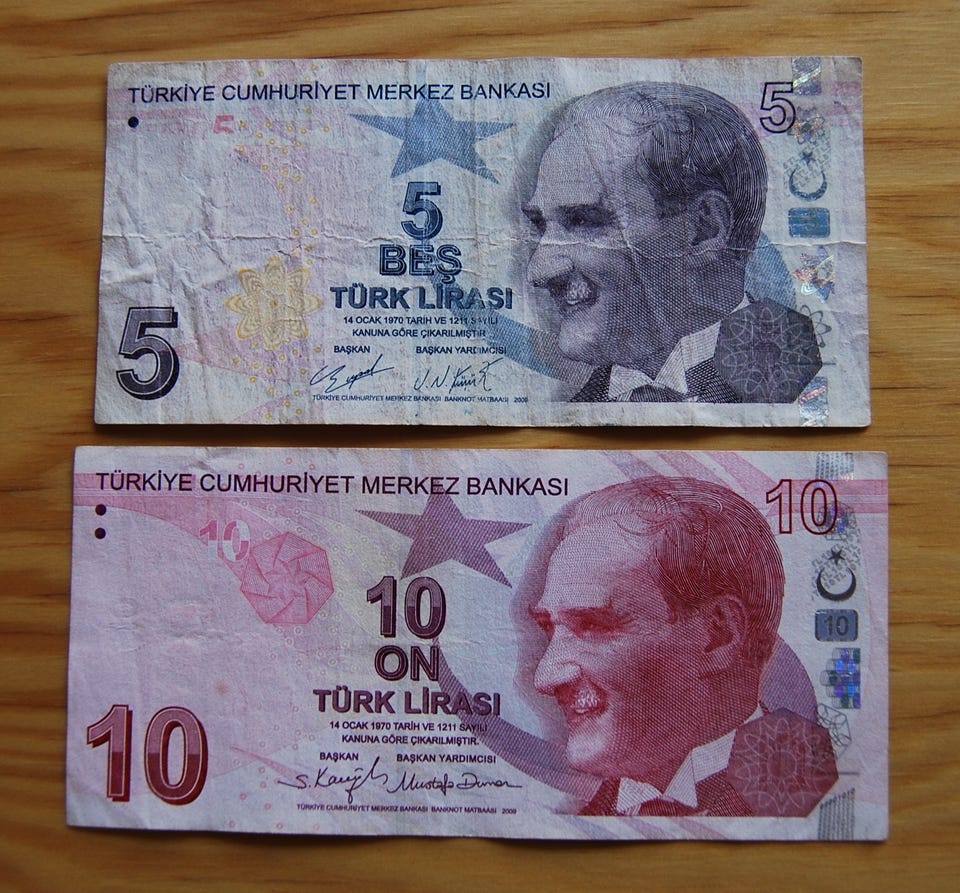 TÜRKİYE CUMHURİYET MERKEZ BANKASI
5
5
5
BEŞ
TÜRK LİRASI
14 OCAK 1970 TARİH VE 1211 SAYILI
KANUNA GÖRE ÇIKARILMIŞTIR.
BAŞKAN BAŞKAN YARDIMCISI
5
TÜRKİYE CUMHURİYET MERKEZ BANKASI BANKNOT MATBAASI 2009
TÜRKİYE CUMHURİYET MERKEZ BANKASI
10
10
10
ON
10
TÜRK LİRASI
14 OCAK 1970 TARİH VE 1211 SAYILI
KANUNA GÖRE ÇIKARILMIŞTIR.
BAŞKAN BAŞKAN YARDIMCISI
10
TÜRKİYE CUMHURİYET MERKEZ BANKASI BANKNOT MATBAASI 2009